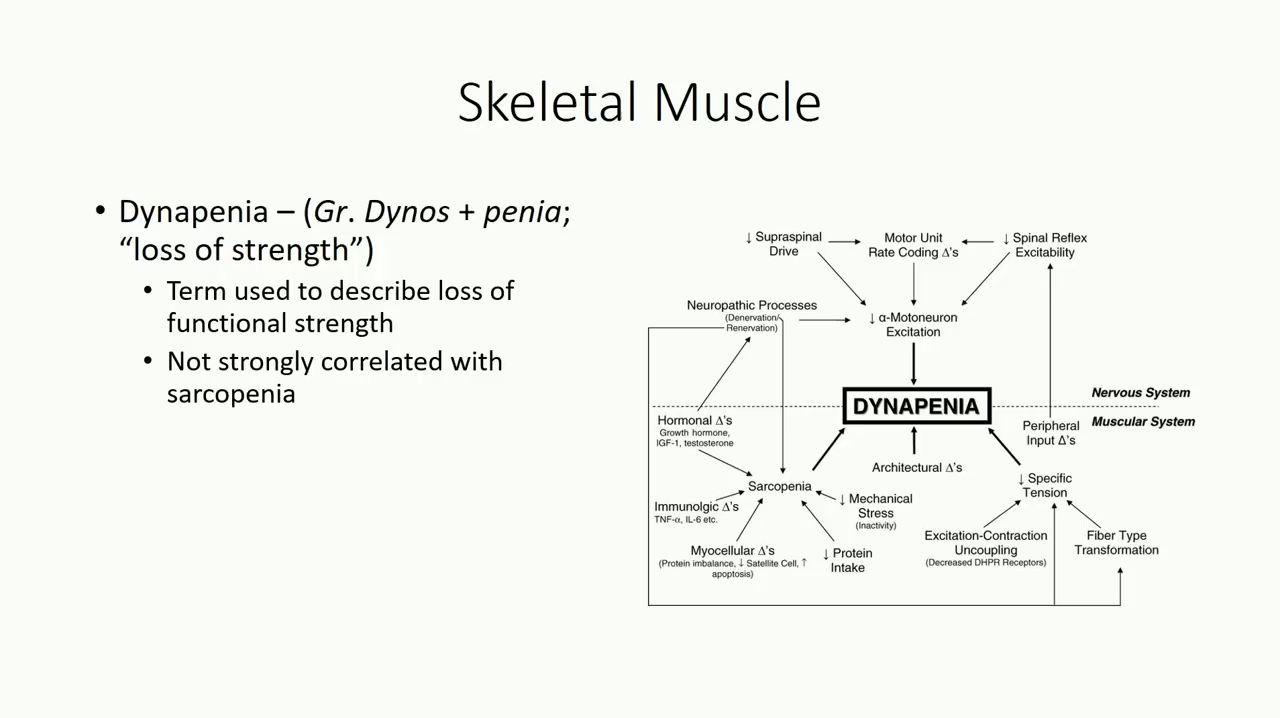 Skeletal Muscle
• Dynapenia – (Gr. Dynos + penia;
“loss of strength”)
• Term used to describe loss of
functional strength
• Not strongly correlated with
sarcopenia
↓ Supraspinal
Drive
Motor Unit
Rate Coding Δ's
↓ Spinal Reflex
Excitability
Neuropathic Processes
(Denervation/
Renervation)
↓ α-Motoneuron
Excitation
DYNAPENIA
Nervous System
Muscular System
Hormonal Δ's
Growth hormone,
IGF-1, testosterone
Peripheral
Input Δ's
Architectural Δ's
Sarcopenia
↓ Specific
Tension
Immunolgic Δ's
TNF-α, IL-6 etc.
↓ Mechanical
Stress
(Inactivity)
Myocellular Δ's
(Protein imbalance, ↓ Satellite Cell, ↑
apoptosis)
↓ Protein
Intake
Excitation-Contraction
Uncoupling
(Decreased DHPR Receptors)
Fiber Type
Transformation